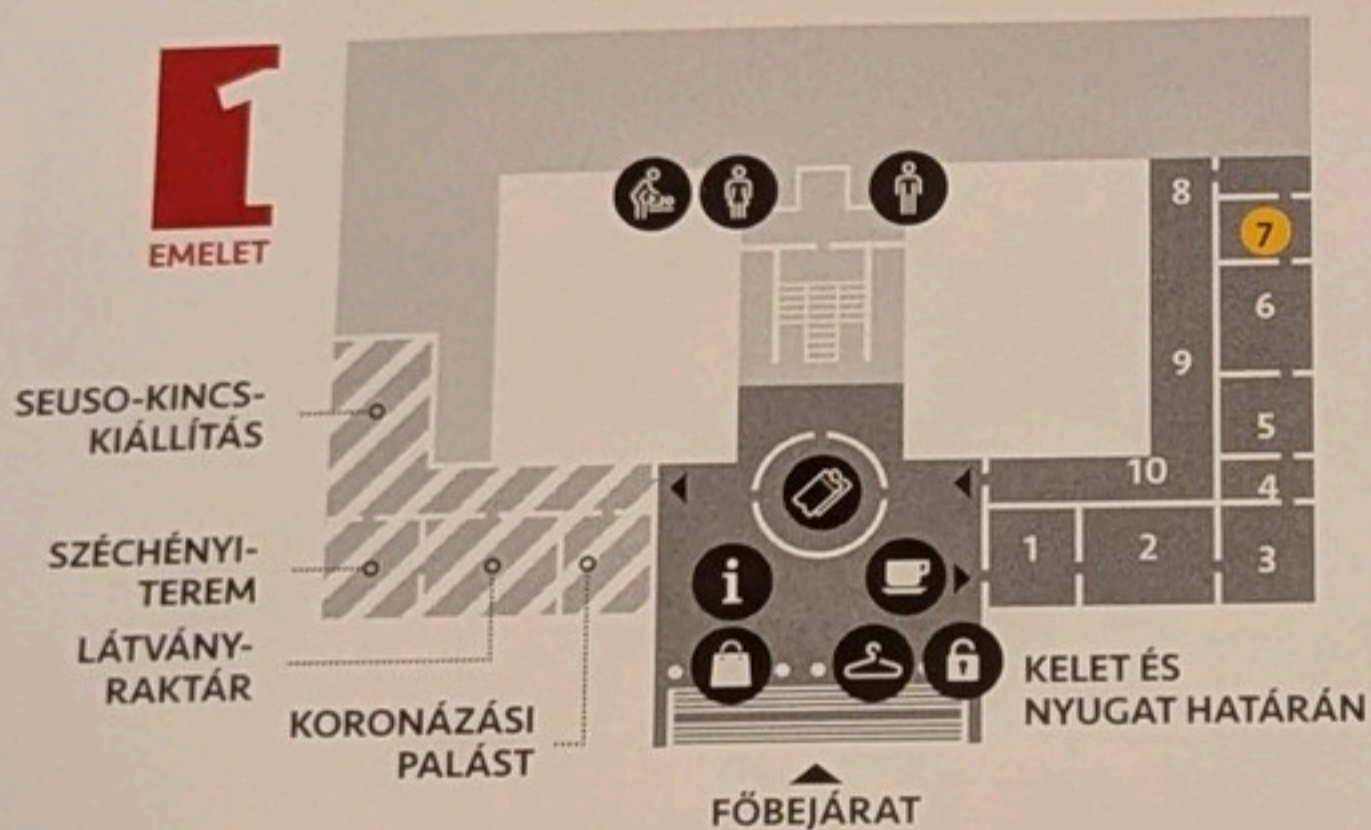 1
EMELET
8
7
6
9
SEUSO-KINCS-
KIÁLLÍTÁS
5
10
4
SZÉCHÉNYI-
TEREM
1
2
3
i
LÁTVÁNY-
RAKTÁR
KELET ÉS
NYUGAT HATÁRÁN
KORONÁZÁSI
PALÁST
FŐBEJÁRAT